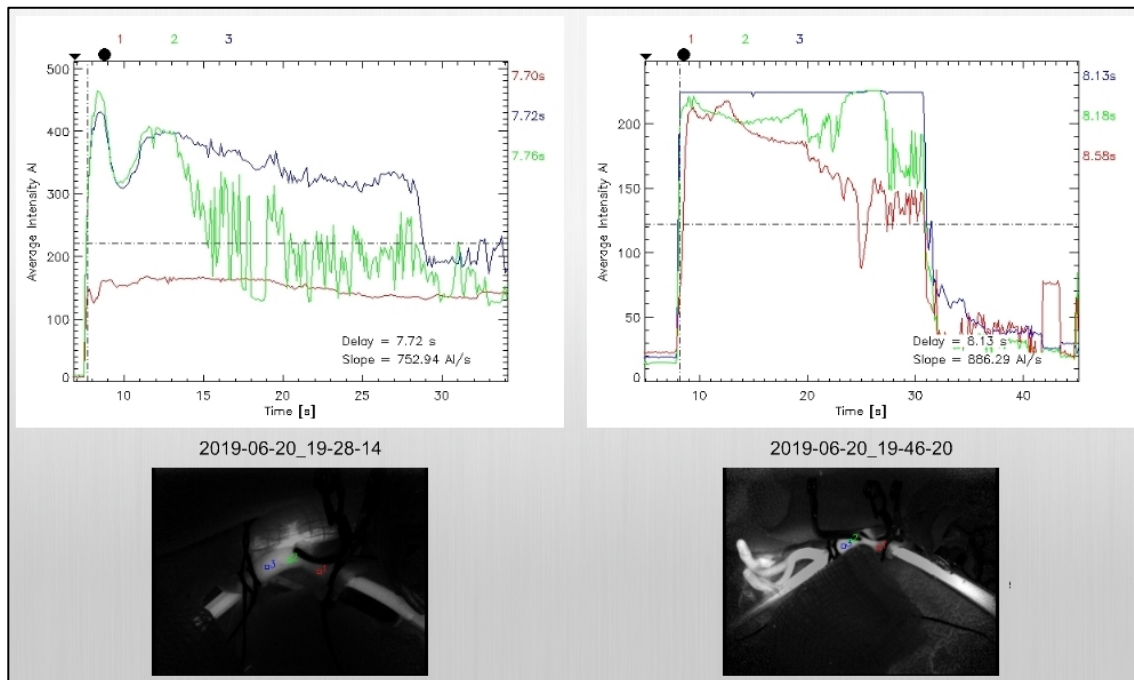 1 2 3
500
400
300
200
100
0
10 15 20 25 30
Average Intensity AI
Time [s]
7.70s
7.72s
7.76s
Delay = 7.72 s
Slope = 752.94 AI/s
1 2 3
200
150
100
50
0
10 20 30 40
Average Intensity AI
Time [s]
8.13s
8.18s
8.58s
Delay = 8.13 s
Slope = 886.29 AI/s
2019-06-20_19-28-14
2019-06-20_19-46-20
3
3
2